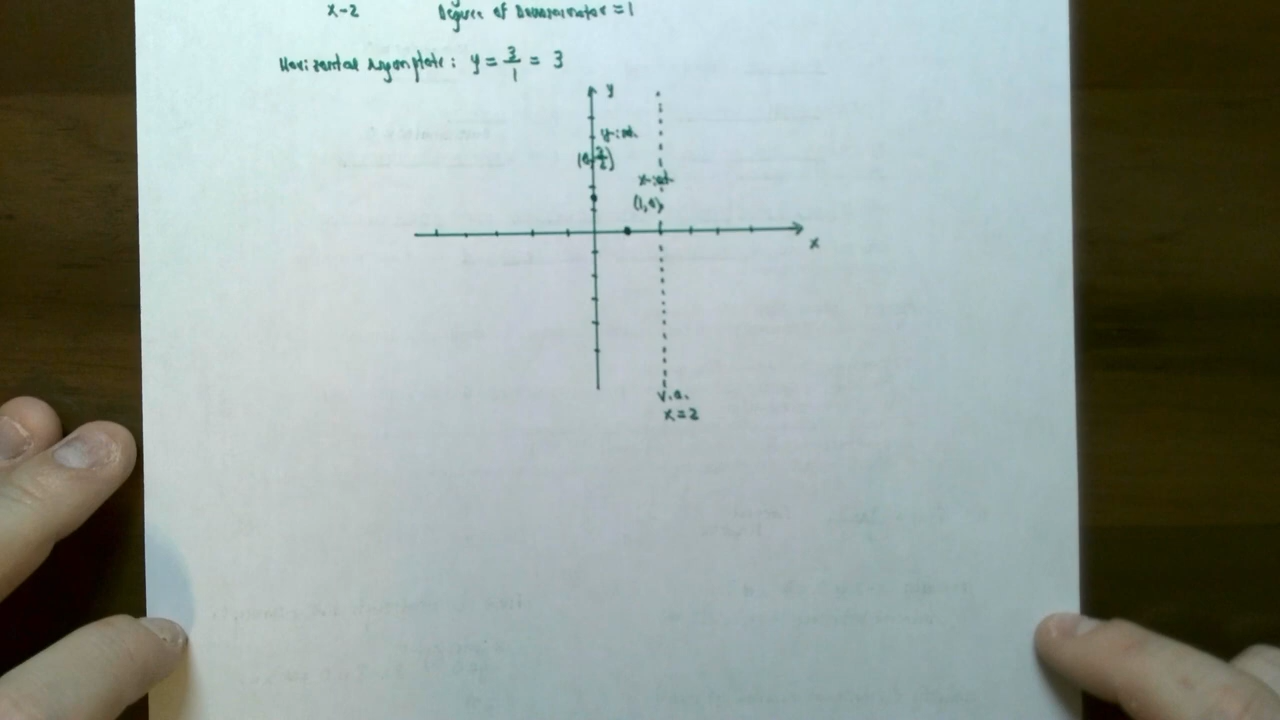 x-2 Degree of Denominator = 1
Horizontal Asymptote: y = 3/1 = 3
y
y-int.
(0, 3/2)
x-int
(1,0)
x
v.a.
x=2